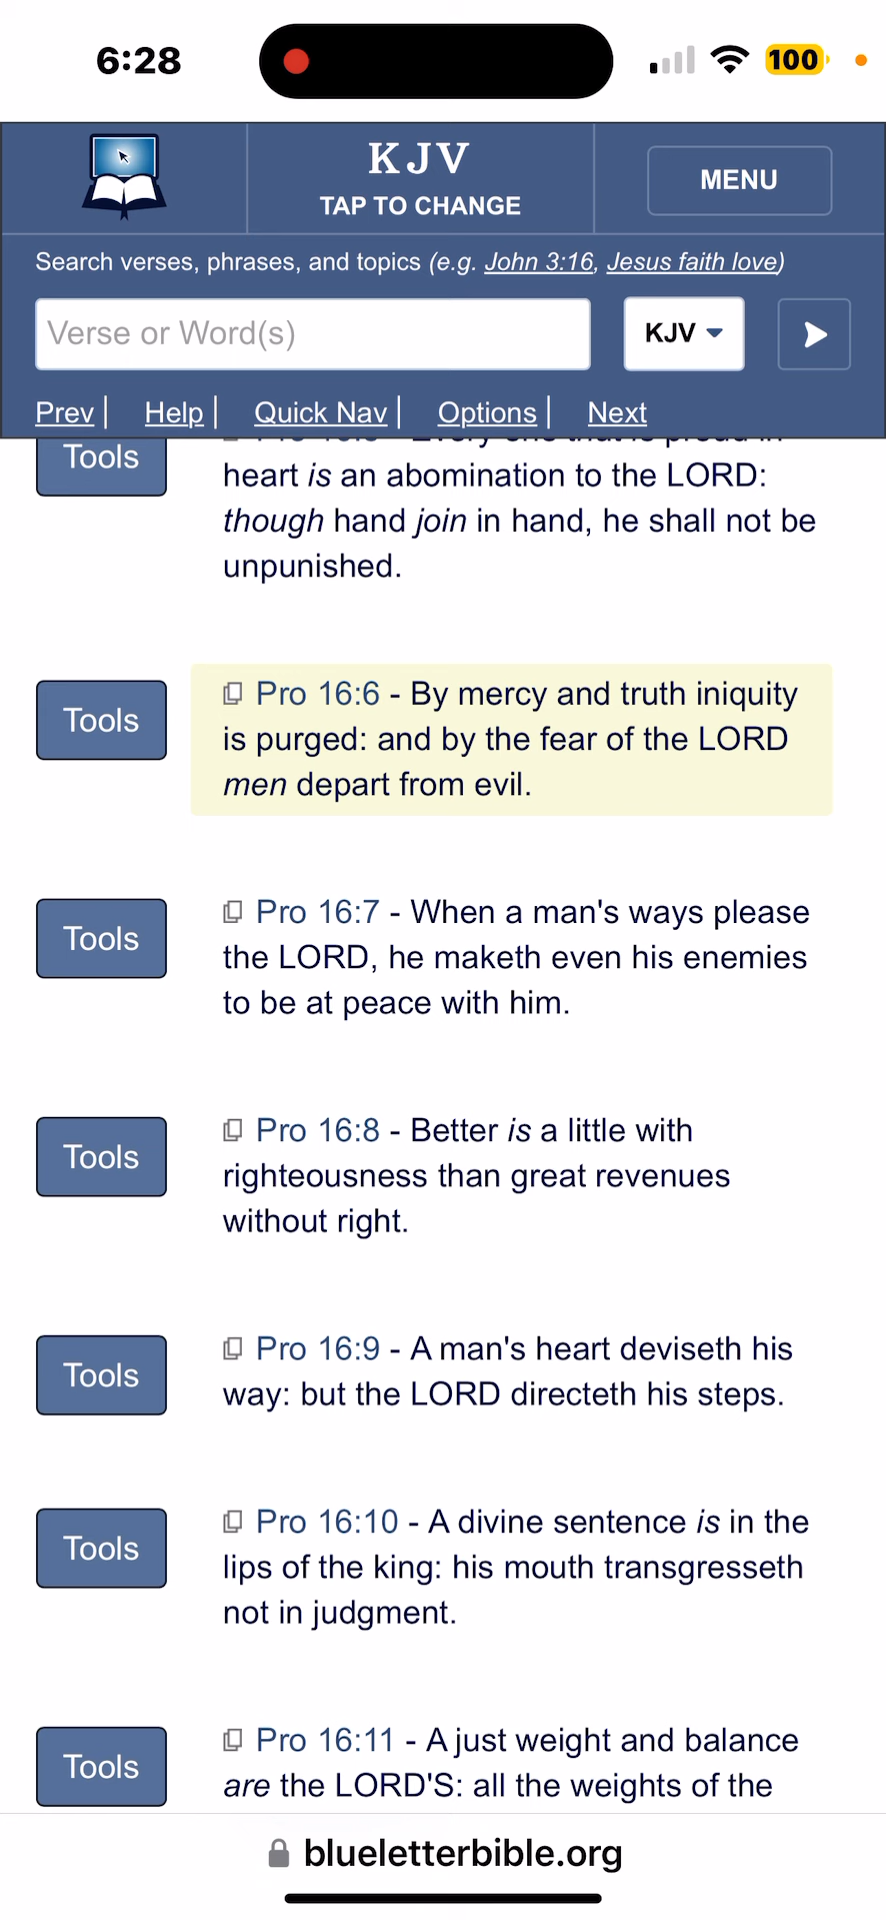 6:28
100
KJV
TAP TO CHANGE
MENU
Search verses, phrases, and topics (e.g. John 3:16, Jesus faith love)
Verse or Word(s)
KJV
Prev | Help | Quick Nav | Options | Next
Tools
heart is an abomination to the LORD:
though hand join in hand, he shall not be
unpunished.
Tools
Pro 16:6 - By mercy and truth iniquity
is purged: and by the fear of the LORD
men depart from evil.
Tools
Pro 16:7 - When a man's ways please
the LORD, he maketh even his enemies
to be at peace with him.
Tools
Pro 16:8 - Better is a little with
righteousness than great revenues
without right.
Tools
Pro 16:9 - A man's heart deviseth his
way: but the LORD directeth his steps.
Tools
Pro 16:10 - A divine sentence is in the
lips of the king: his mouth transgresseth
not in judgment.
Tools
Pro 16:11 - A just weight and balance
are the LORD'S: all the weights of the
blueletterbible.org